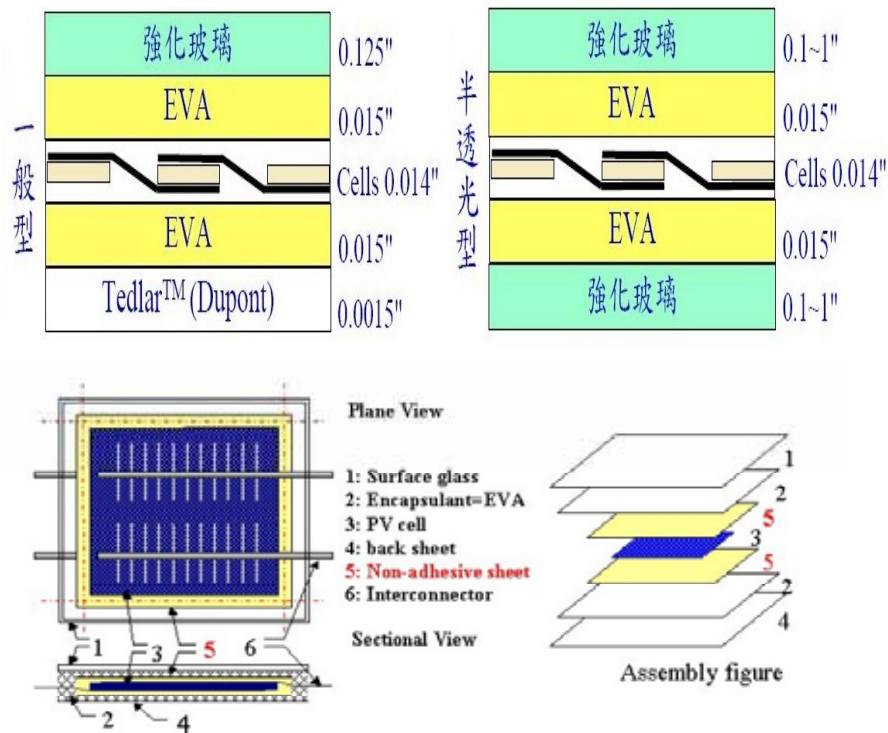 一般型
強化玻璃 0.125"
EVA 0.015"
Cells 0.014"
EVA 0.015"
Tedlar™ (Dupont) 0.0015"
半透光型
強化玻璃 0.1~1"
EVA 0.015"
Cells 0.014"
EVA 0.015"
強化玻璃 0.1~1"
Plane View
1: Surface glass
2: Encapsulant=EVA
3: PV cell
4: back sheet
5: Non-adhesive sheet
6: Interconnector
Sectional View
1 3 5 6
2 4
1
2
5
3
5
2
4
Assembly figure